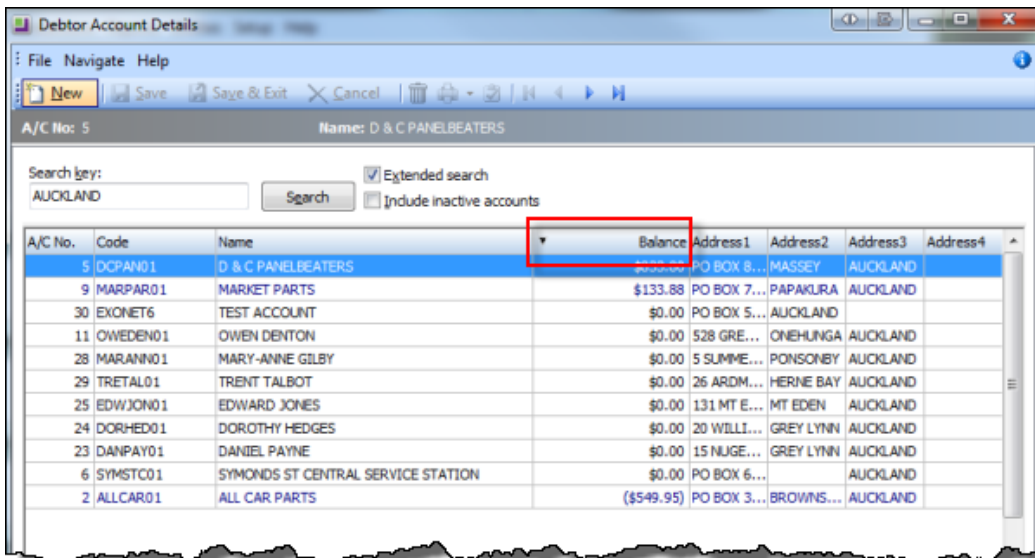 Debtor Account Details
File Navigate Help
New Save Save & Exit Cancel
A/C No: 5 Name: D & C PANELBEATERS
Search key:
AUCKLAND
Search
Extended search
Include inactive accounts
A/C No. Code Name Balance Address1 Address2 Address3 Address4
5 DCPAN01 D & C PANELBEATERS PO BOX 8... MASSEY AUCKLAND
9 MARPAR01 MARKET PARTS $133.88 PO BOX 7... PAPAKURA AUCKLAND
30 EXONET6 TEST ACCOUNT $0.00 PO BOX 5... AUCKLAND
11 OWEDEN01 OWEN DENTON $0.00 528 GRE... ONEHUNGA AUCKLAND
28 MARANN01 MARY-ANNE GILBY $0.00 5 SUMME... PONSONBY AUCKLAND
29 TRETAL01 TRENT TALBOT $0.00 26 ARDM... HERNE BAY AUCKLAND
25 EDWJON01 EDWARD JONES $0.00 131 MT E... MT EDEN AUCKLAND
24 DORHED01 DOROTHY HEDGES $0.00 20 WILLI... GREY LYNN AUCKLAND
23 DANPAY01 DANIEL PAYNE $0.00 15 NUGE... GREY LYNN AUCKLAND
6 SYMSTC01 SYMONDS ST CENTRAL SERVICE STATION $0.00 PO BOX 6... AUCKLAND
2 ALLCAR01 ALL CAR PARTS ($549.95) PO BOX 3... BROWNS... AUCKLAND